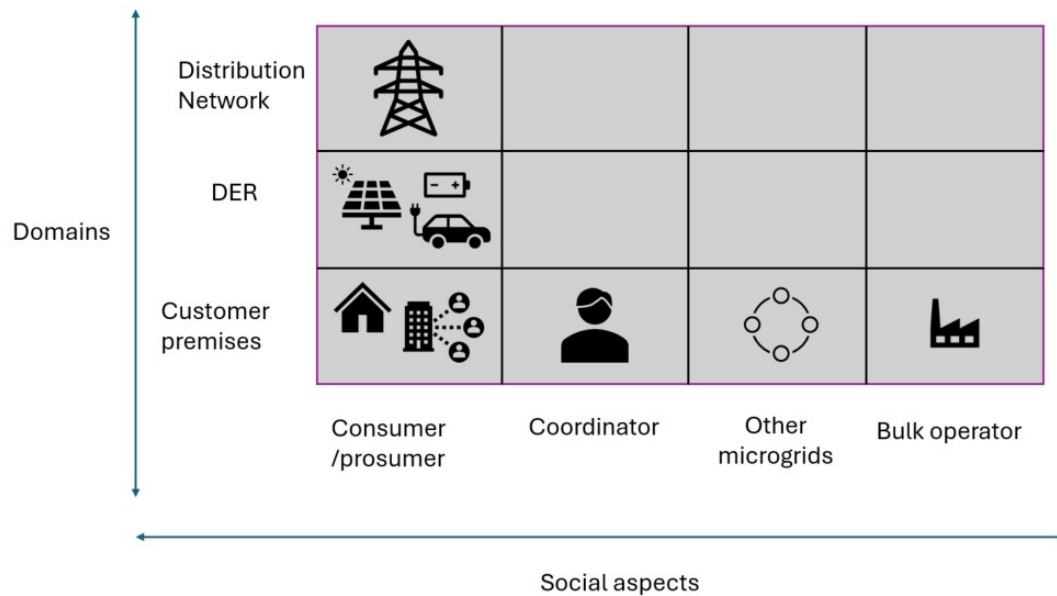 Distribution
Network
DER
Domains
Customer
premises
Consumer
/prosumer
Coordinator
Other
microgrids
Bulk operator
Social aspects